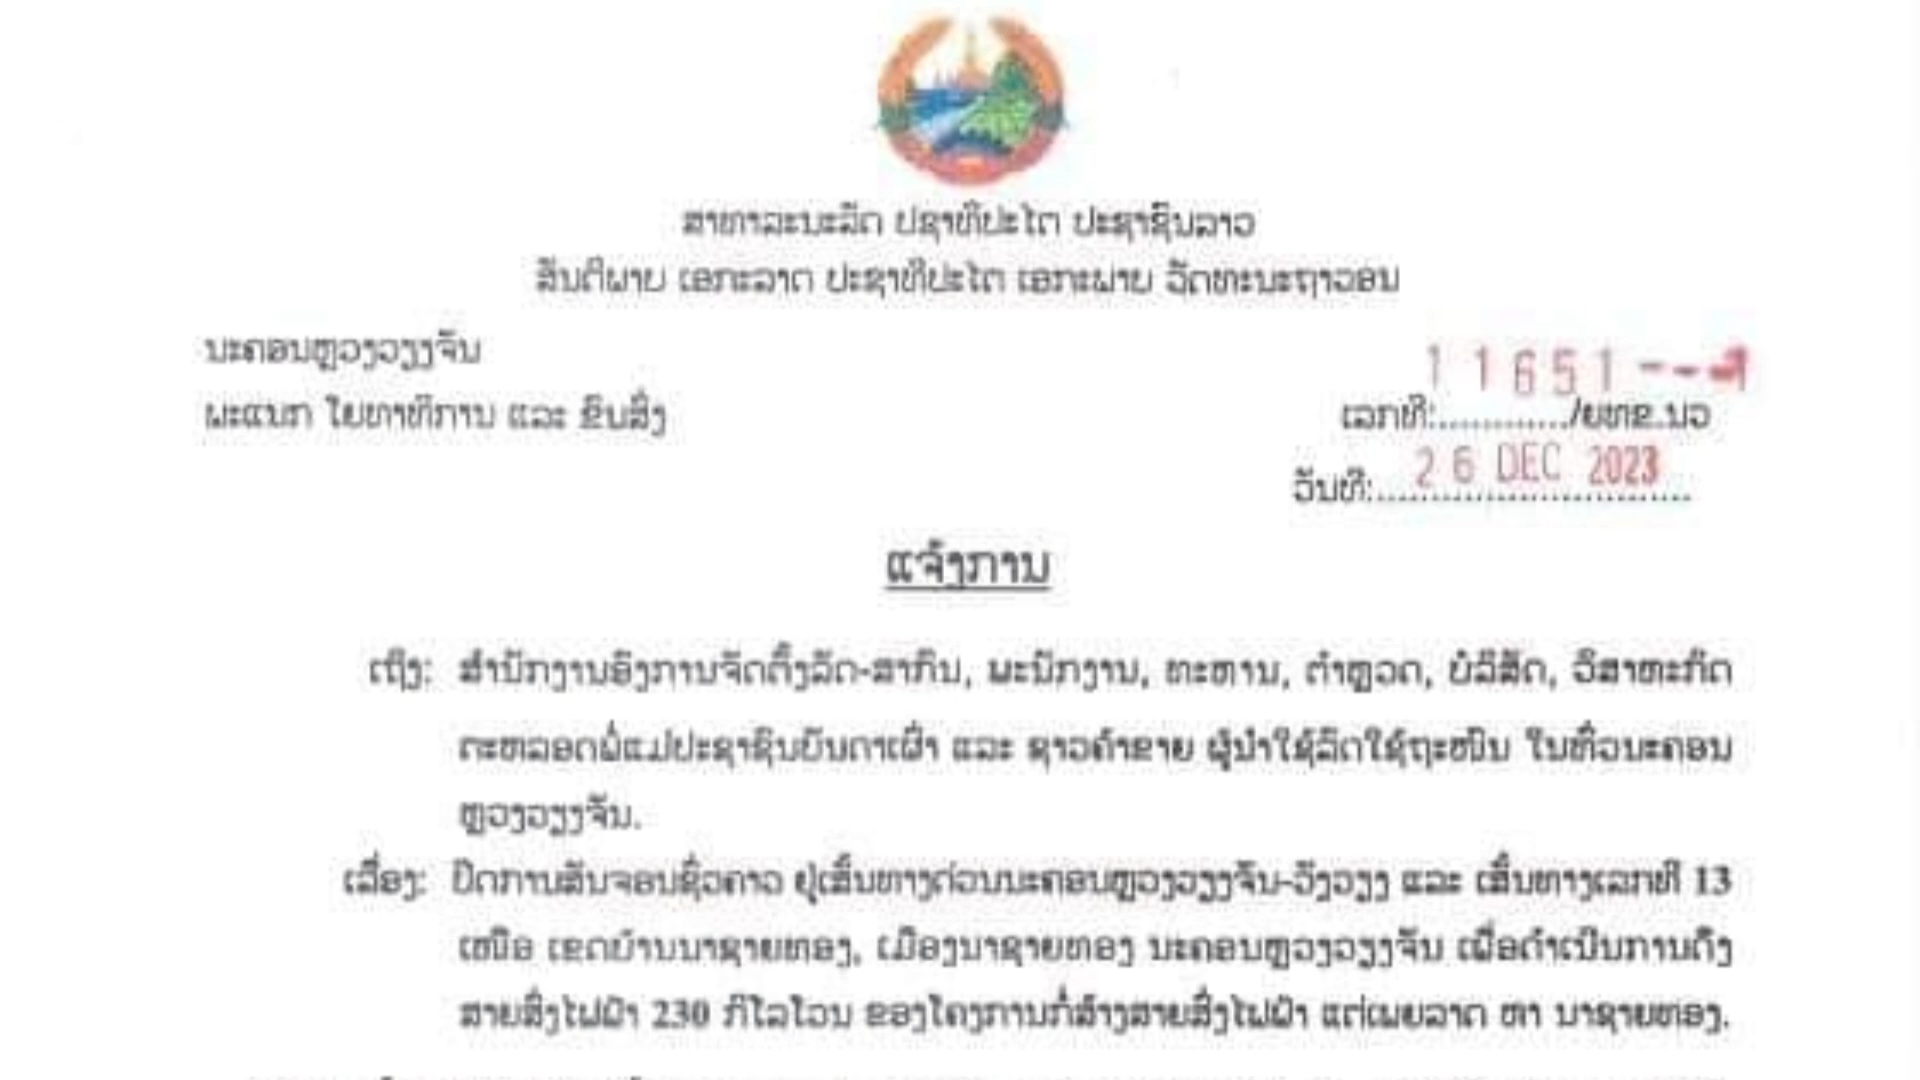 ສາທາລະນະລັດ ປຊາທິປະໄຕ ປະຊາຊົນລາວ
ສັນຕິພາບ ເອກະລາດ ປະຊາທິປະໄຕ ເອກະພາບ ວັດທະນະຖາວອນ
ນະຄອນຫຼວງວຽງຈັນ
ພະແນກ ໂຍທາທິການ ແລະ ຂົນສົ່ງ
11651
ເລກທີ:............./ຍທຂ.ນວ
ວັນທີ: 26 DEC 2023
ແຈ້ງການ
ເຖິງ: ສຳນັກງານອົງການຈັດຕັ້ງລັດ-ສາກົນ, ພະນັກງານ, ທະຫານ, ຕຳຫຼວດ, ບໍລິສັດ, ວິສາຫະກິດ
ຕະຫລອດພໍ່ແມ່ປະຊາຊົນບັນດາເຜົ່າ ແລະ ຊາວຄ້າຂາຍ ຜູ້ນຳໃຊ້ລົດໃຊ້ຖະໜົນ ໃນທົ່ວນະຄອນ
ຫຼວງວຽງຈັນ.
ເລື່ອງ: ປິດການສັນຈອນຊົ່ວຄາວ ຢູ່ເສັ້ນທາງດ່ວນນະຄອນຫຼວງວຽງຈັນ-ວັງວຽງ ແລະ ເສັ້ນທາງເລກທີ 13
ເໜືອ ເຂດບ້ານນາຊາຍທອງ, ເມືອງນາຊາຍທອງ ນະຄອນຫຼວງວຽງຈັນ ເພື່ອດຳເນີນການດຶງ
ສາຍສົ່ງໄຟຟ້າ 230 ກິໂລໂວນ ຂອງໂຄງການກໍ່ສ້າງສາຍສົ່ງໄຟຟ້າ ແຕ່ເພຍລາດ ຫາ ນາຊາຍທອງ.